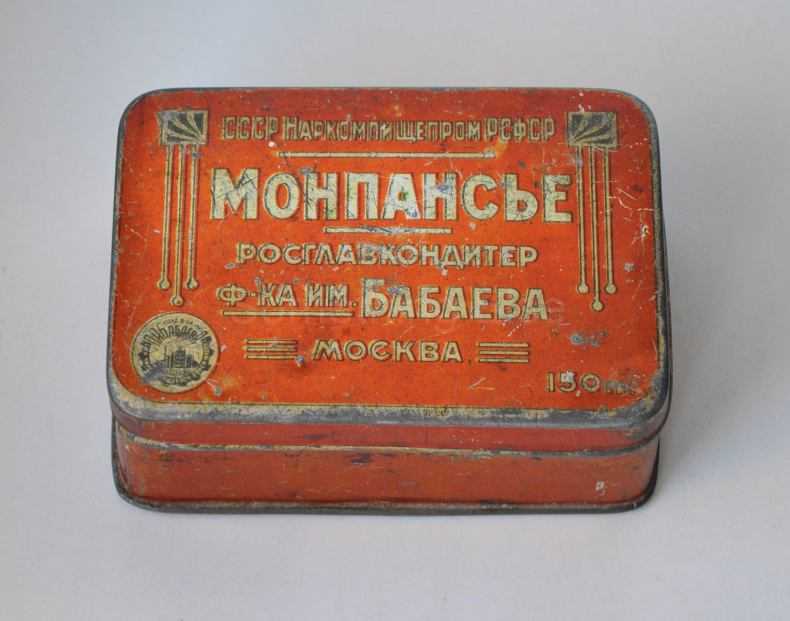 СССР НАРКОМПИЩЕПРОМ РСФСР
МОНПАНСЬЕ
РОСГЛАВКОНДИТЕР
Ф-КА ИМ. БАБАЕВА
МОСКВА
150